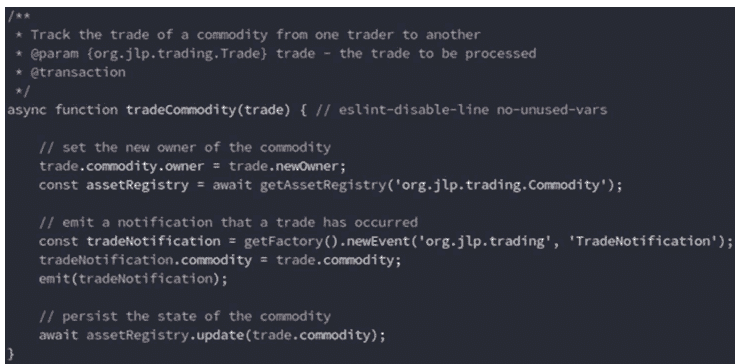 /**
 * Track the trade of a commodity from one trader to another
 * @param {org.jlp.trading.Trade} trade - the trade to be processed
 * @transaction
 */
async function tradeCommodity(trade) { // eslint-disable-line no-unused-vars

    // set the new owner of the commodity
    trade.commodity.owner = trade.newOwner;
    const assetRegistry = await getAssetRegistry('org.jlp.trading.Commodity');

    // emit a notification that a trade has occurred
    const tradeNotification = getFactory().newEvent('org.jlp.trading', 'TradeNotification');
    tradeNotification.commodity = trade.commodity;
    emit(tradeNotification);

    // persist the state of the commodity
    await assetRegistry.update(trade.commodity);
}